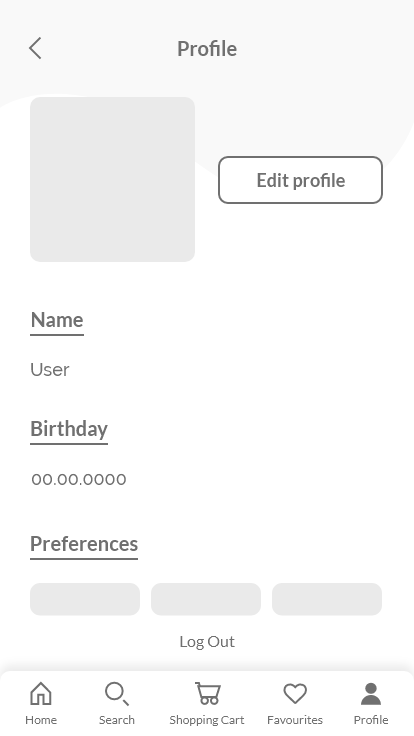 Profile
Edit profile
Name
User
Birthday
00.00.0000
Preferences
Log Out
Home Search Shopping Cart Favourites Profile